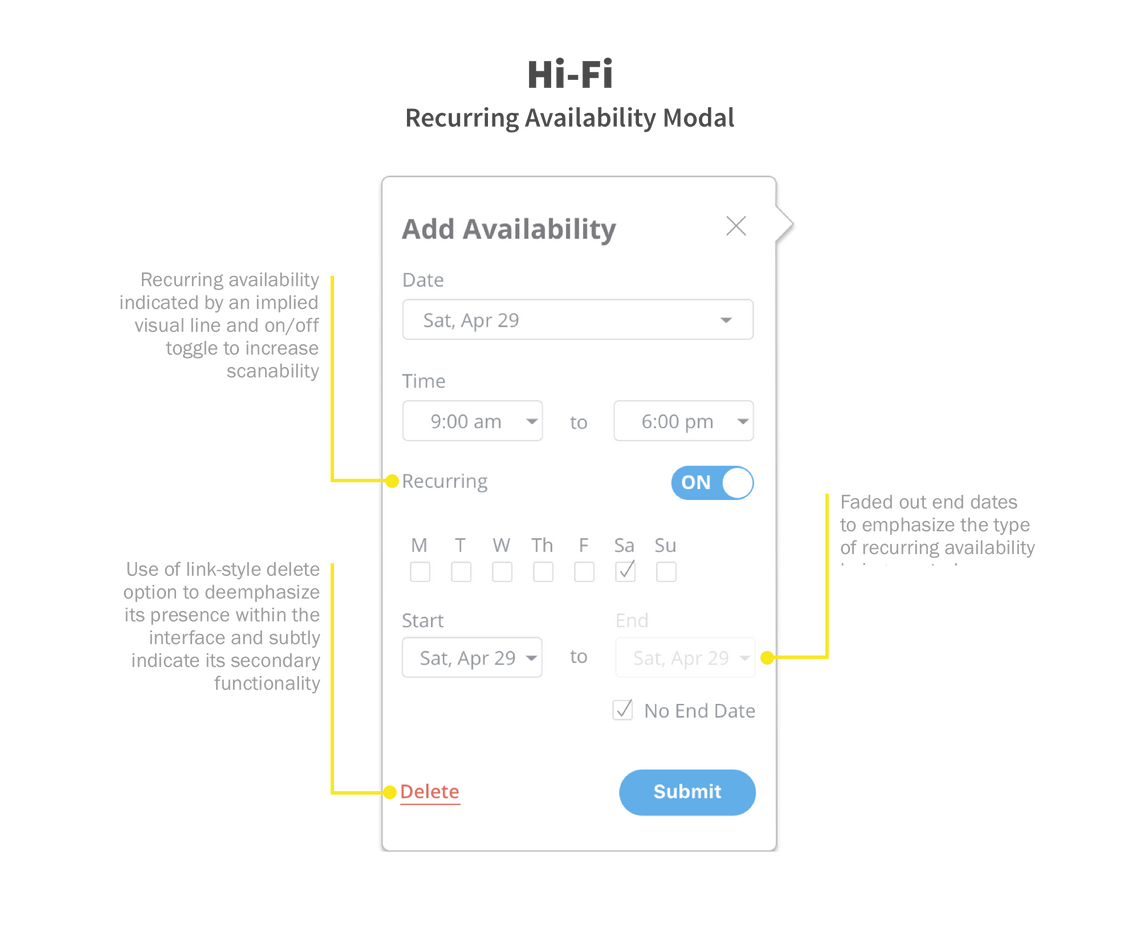 Hi-Fi
Recurring Availability Modal
Add Availability
Date
Sat, Apr 29
Time
9:00 am to 6:00 pm
Recurring ON
M T W Th F Sa Su
Start End
Sat, Apr 29 to Sat, Apr 29
No End Date
Delete Submit
Recurring availability
indicated by an implied
visual line and on/off
toggle to increase
scanability
Use of link-style delete
option to deemphasize
its presence within the
interface and subtly
indicate its secondary
functionality
Faded out end dates
to emphasize the type
of recurring availability